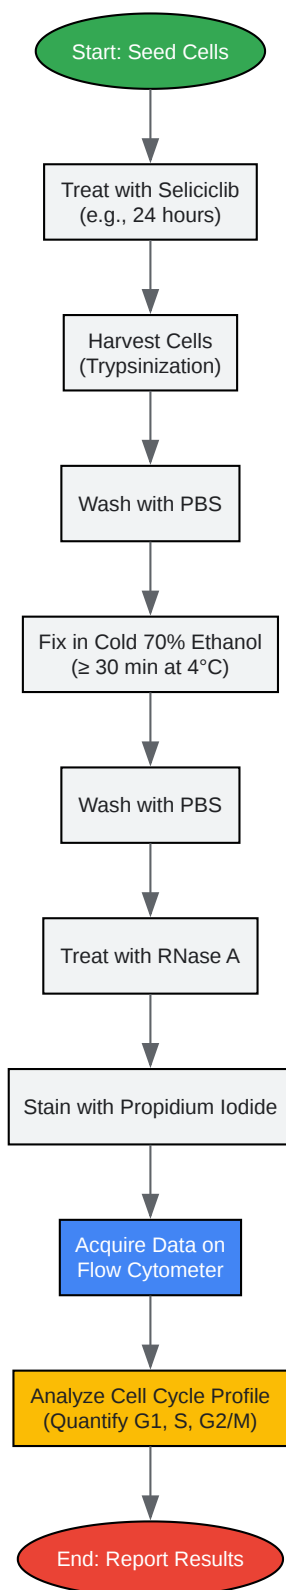 Start: Seed Cells
Treat with Seliciclib
(e.g., 24 hours)
Harvest Cells
(Trypsinization)
Wash with PBS
Fix in Cold 70% Ethanol
(≥ 30 min at 4°C)
Wash with PBS
Treat with RNase A
Stain with Propidium Iodide
Acquire Data on
Flow Cytometer
Analyze Cell Cycle Profile
(Quantify G1, S, G2/M)
End: Report Results